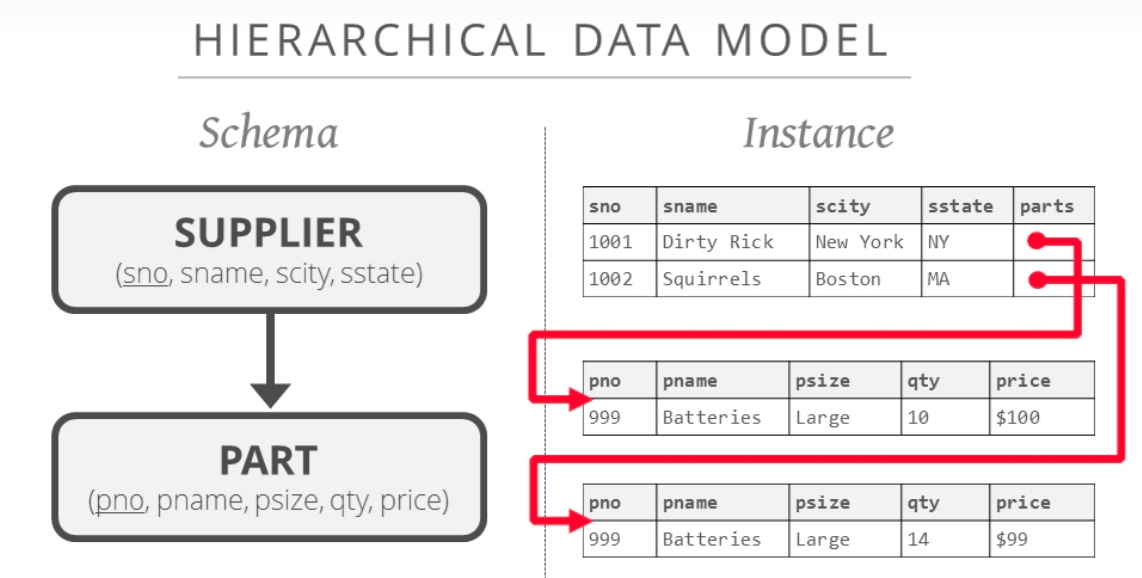 HIERARCHICAL DATA MODEL
Schema
SUPPLIER
(sno, sname, scity, sstate)
PART
(pno, pname, psize, qty, price)
Instance
sno sname scity sstate parts
1001 Dirty Rick New York NY
1002 Squirrels Boston MA
pno pname psize qty price
999 Batteries Large 10 $100
pno pname psize qty price
999 Batteries Large 14 $99